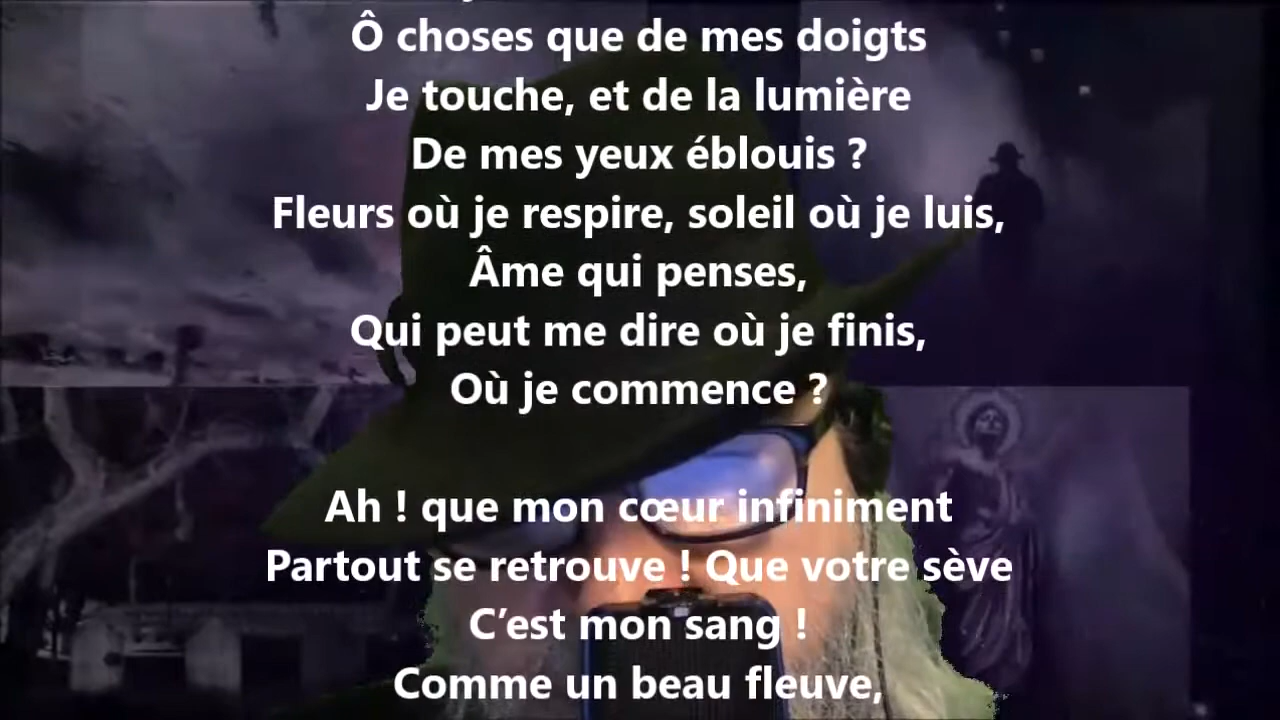 Ô choses que de mes doigts
Je touche, et de la lumière
De mes yeux éblouis ?
Fleurs où je respire, soleil où je luis,
Âme qui penses,
Qui peut me dire où je finis,
Où je commence ?
Ah ! que mon cœur infiniment
Partout se retrouve ! Que votre sève
C’est mon sang !
Comme un beau fleuve,